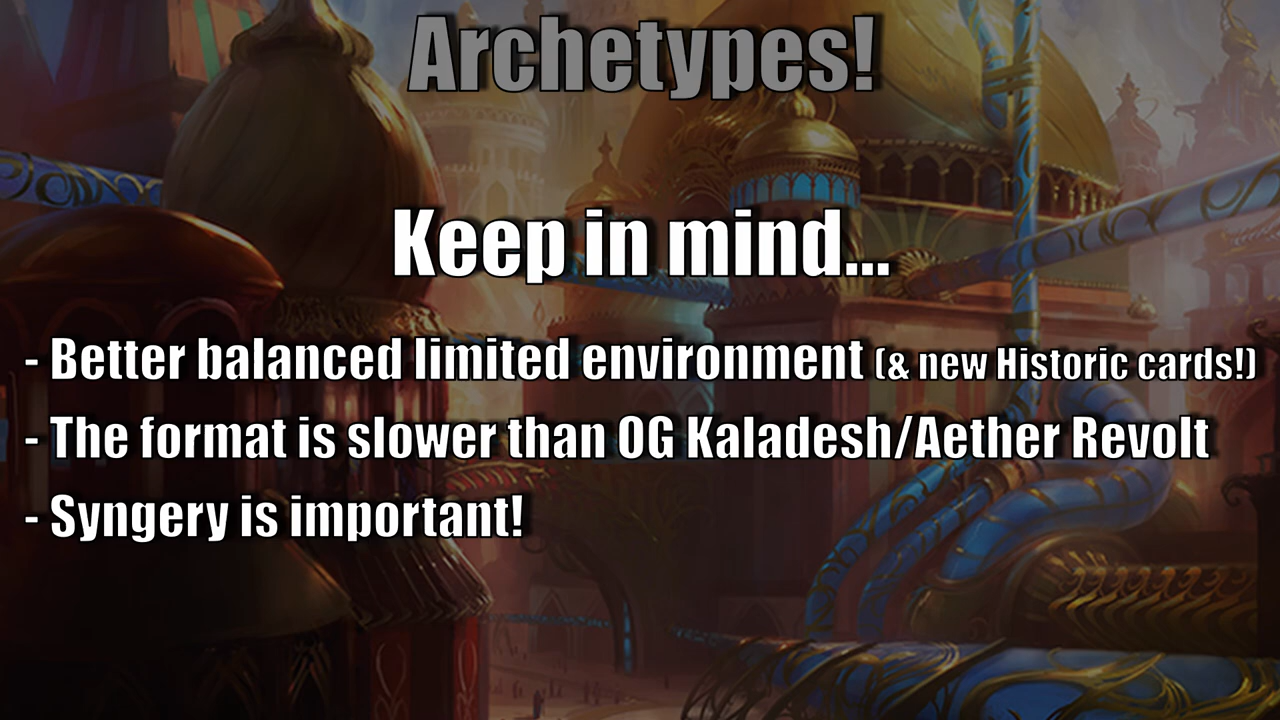 Archetypes!
Keep in mind...
- Better balanced limited environment (& new Historic cards!)
- The format is slower than OG Kaladesh/Aether Revolt
- Syngery is important!